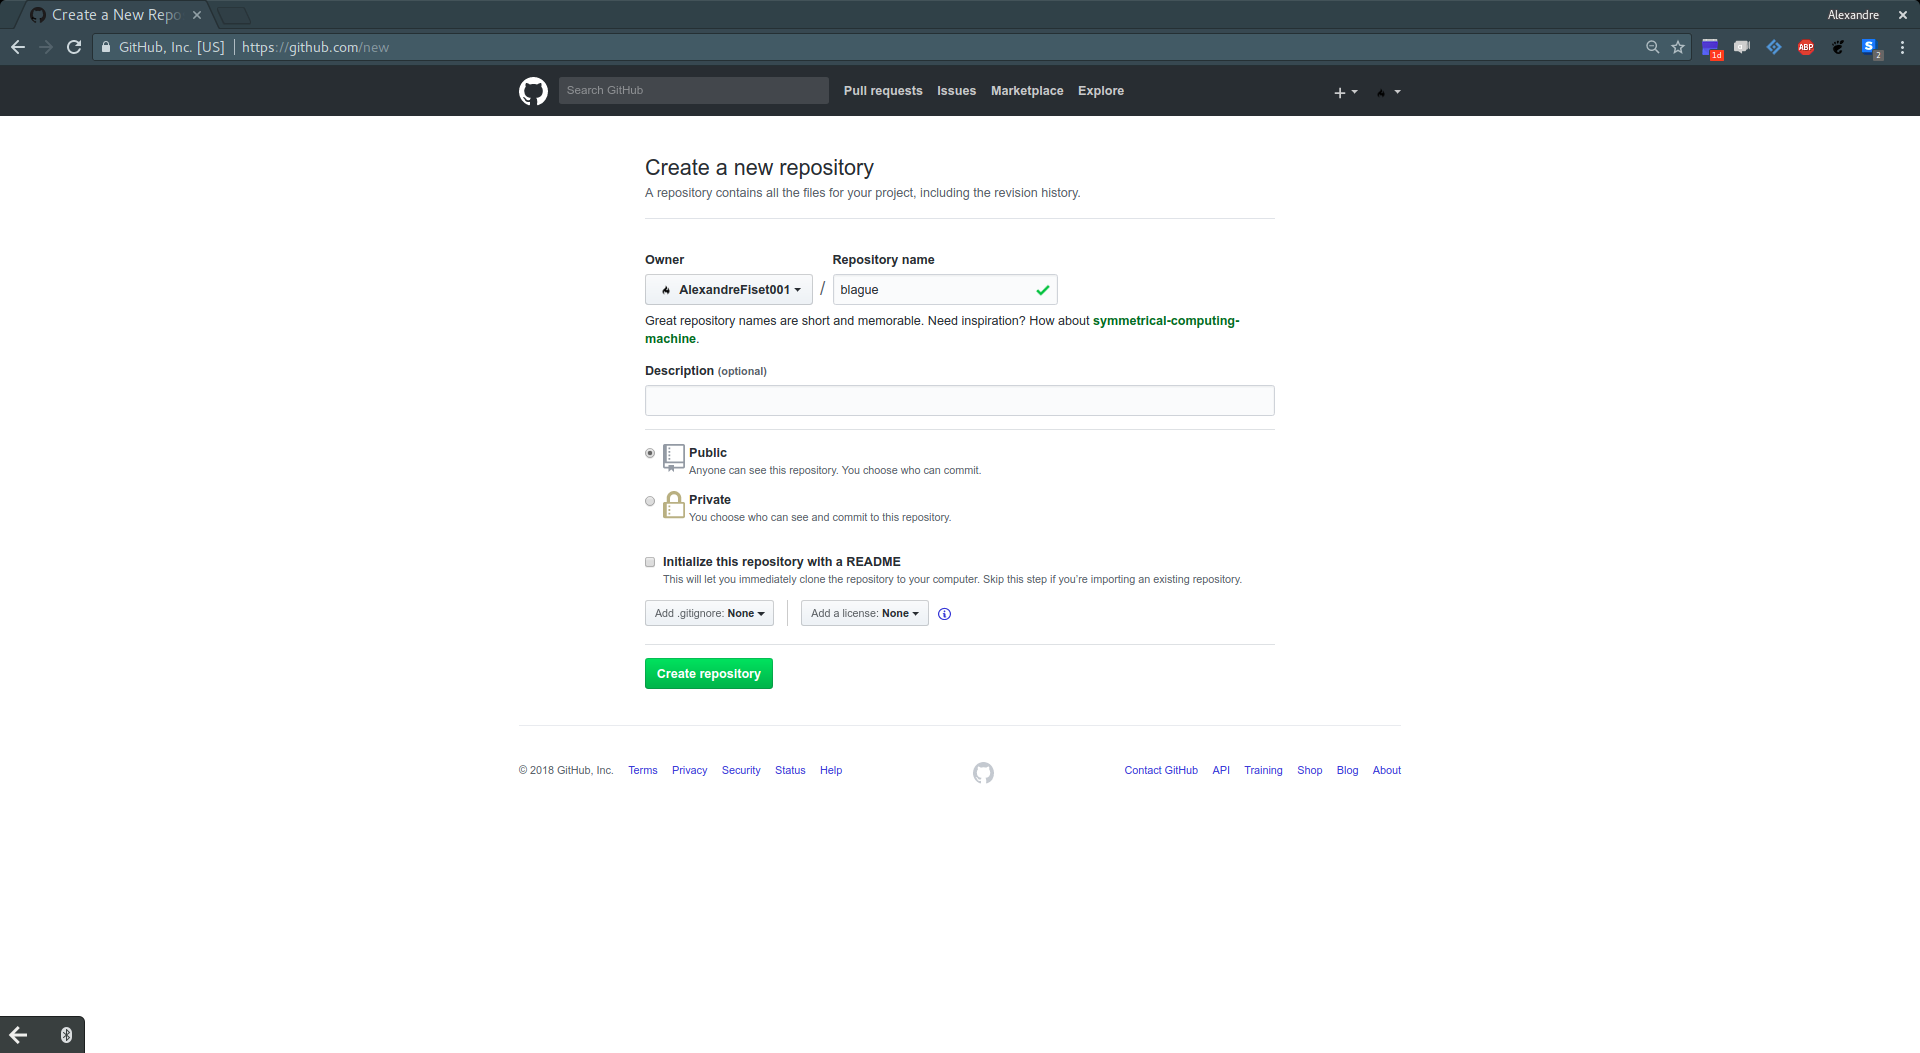 Create a New Repo
Alexandre
GitHub, Inc. [US] | https://github.com/new
1d
ABP
S
2
Search GitHub
Pull requests Issues Marketplace Explore
Create a new repository
A repository contains all the files for your project, including the revision history.
Owner
Repository name
AlexandreFiset001 / blague
Great repository names are short and memorable. Need inspiration? How about symmetrical-computing-
machine.
Description (optional)
Public
Anyone can see this repository. You choose who can commit.
Private
You choose who can see and commit to this repository.
Initialize this repository with a README
This will let you immediately clone the repository to your computer. Skip this step if you're importing an existing repository.
Add .gitignore: None
Add a license: None
Create repository
© 2018 GitHub, Inc. Terms Privacy Security Status Help
Contact GitHub API Training Shop Blog About